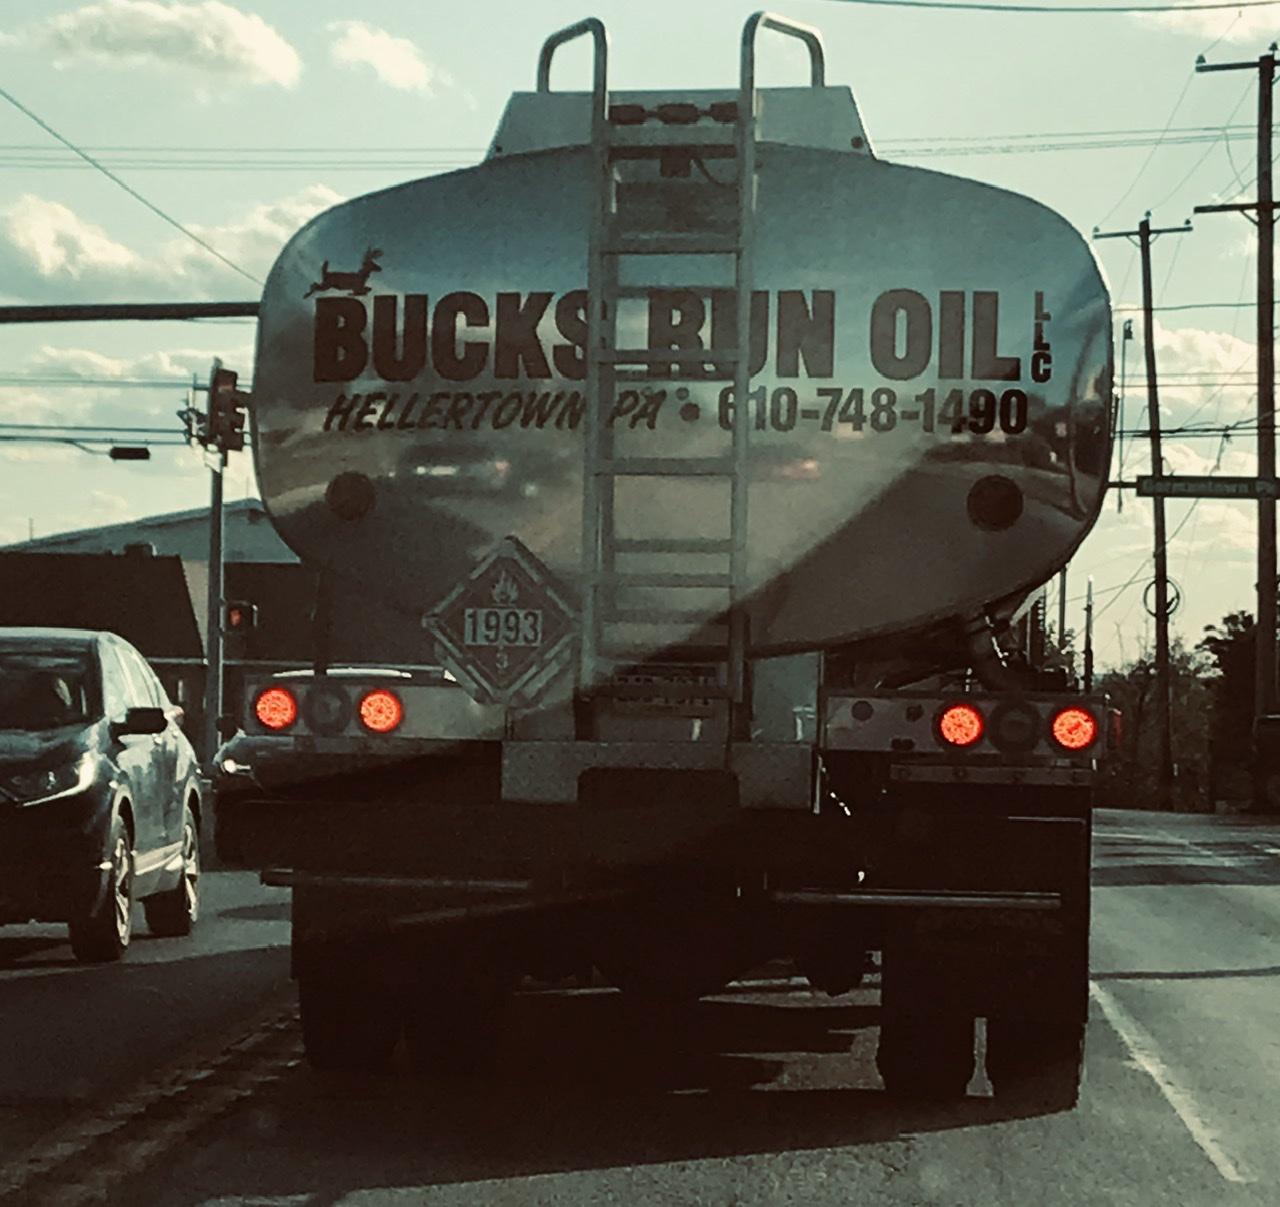 BUCKS RUN OIL LLC
HELLERTOWN PA • 610-748-1490
1993
3